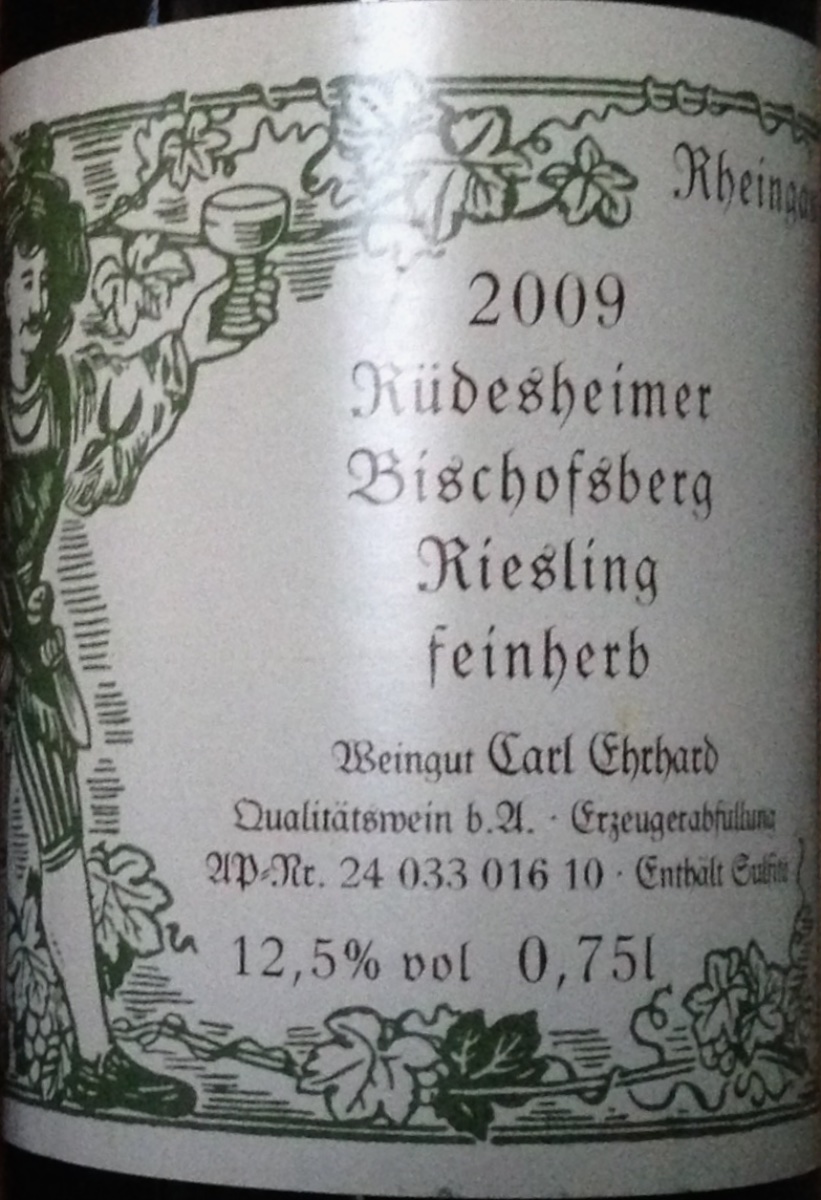 Rheingau
2009
Rüdesheimer
Bischofsberg
Riesling
feinherb
Weingut Carl Ehrhard
Qualitätswein b.A. · Erzeugerabfüllung
AP-Nr. 24 033 016 10 · Enthält Sulfite
12,5% vol 0,75l